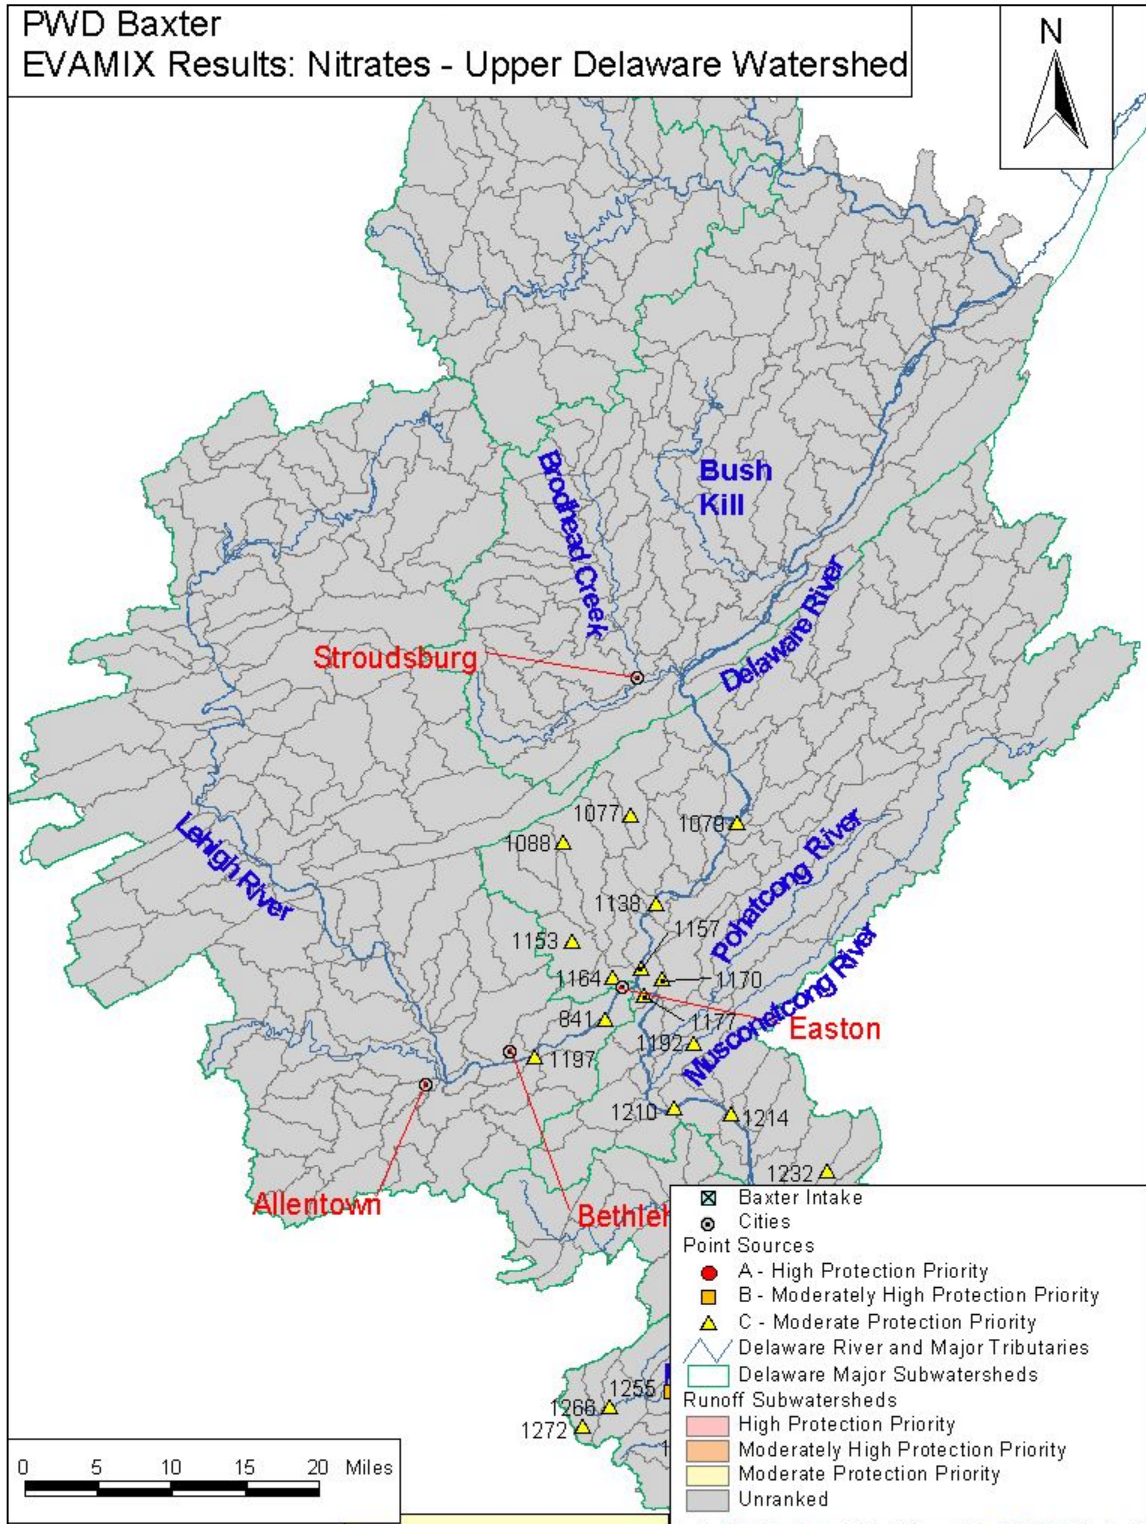 PWD Baxter
EVAMIX Results: Nitrates - Upper Delaware Watershed
N
Bush
Kill
Brodhead Creek
Stroudsburg
Delaware River
1077
1078
1088
Lehigh River
Pohatcong River
1138
1157
1153
1164
1170
1177
841
Easton
1192
Musconetcong River
1197
1210
1214
1232
Allentown
Bethleh
1255
1266
1272
Baxter Intake
Cities
Point Sources
A - High Protection Priority
B - Moderately High Protection Priority
C - Moderate Protection Priority
Delaware River and Major Tributaries
Delaware Major Subwatersheds
Runoff Subwatersheds
High Protection Priority
Moderately High Protection Priority
Moderate Protection Priority
Unranked
0 5 10 15 20 Miles